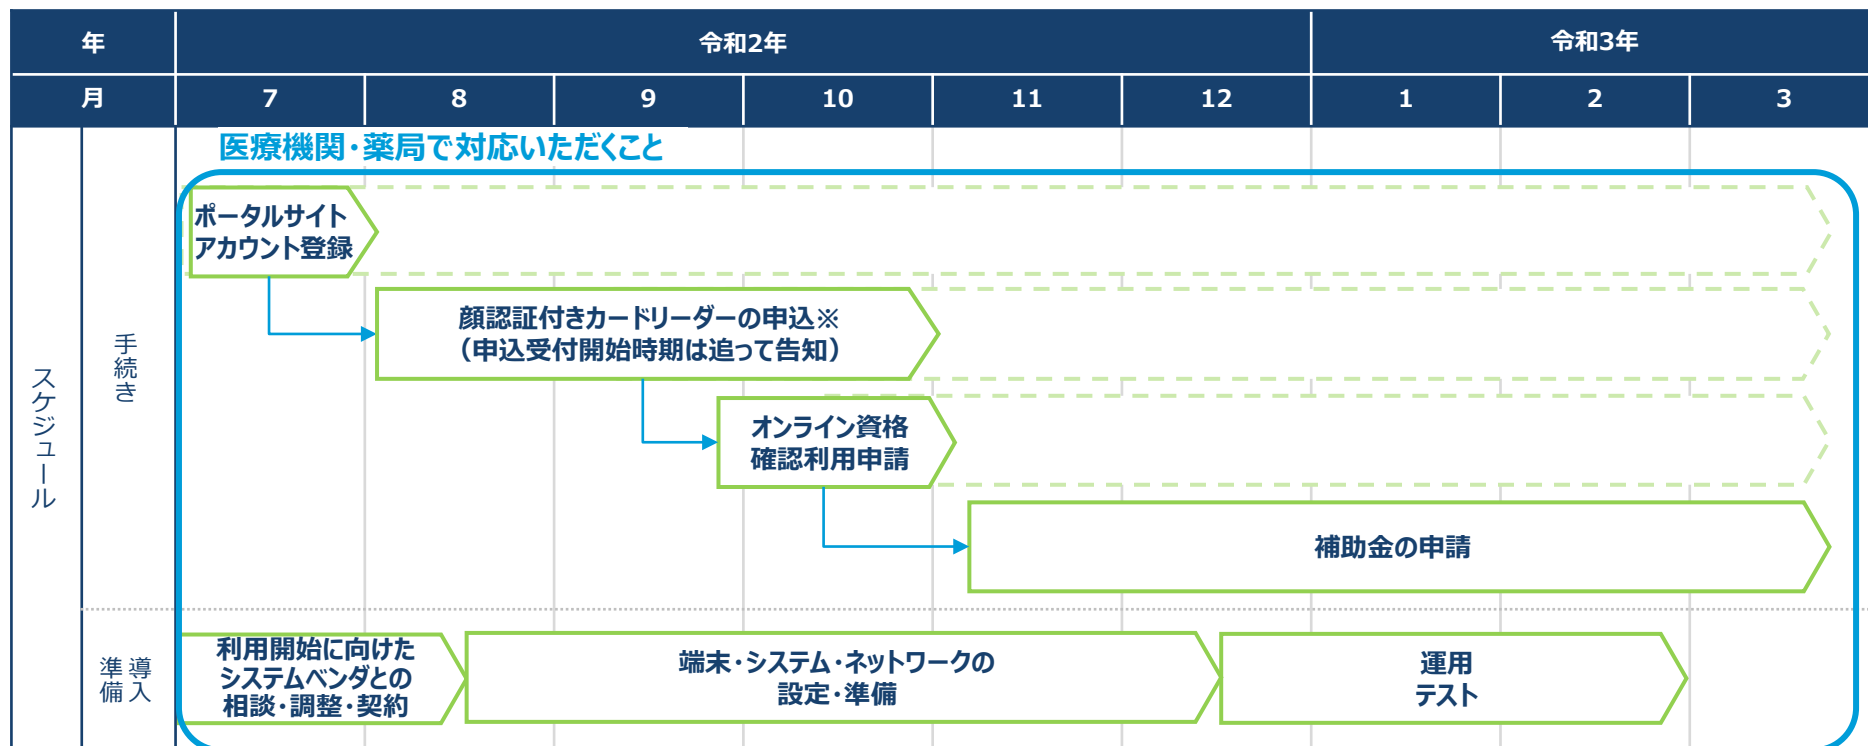 年
令和2年
令和3年
月
7
8
9
10
11
12
1
2
3
医療機関・薬局で対応いただくこと
スケジュール
手続き
ポータルサイト
アカウント登録
顔認証付きカードリーダーの申込※
（申込受付開始時期は追って告知）
オンライン資格
確認利用申請
補助金の申請
導入
準備
利用開始に向けた
システムベンダとの
相談・調整・契約
端末・システム・ネットワークの
設定・準備
運用
テスト